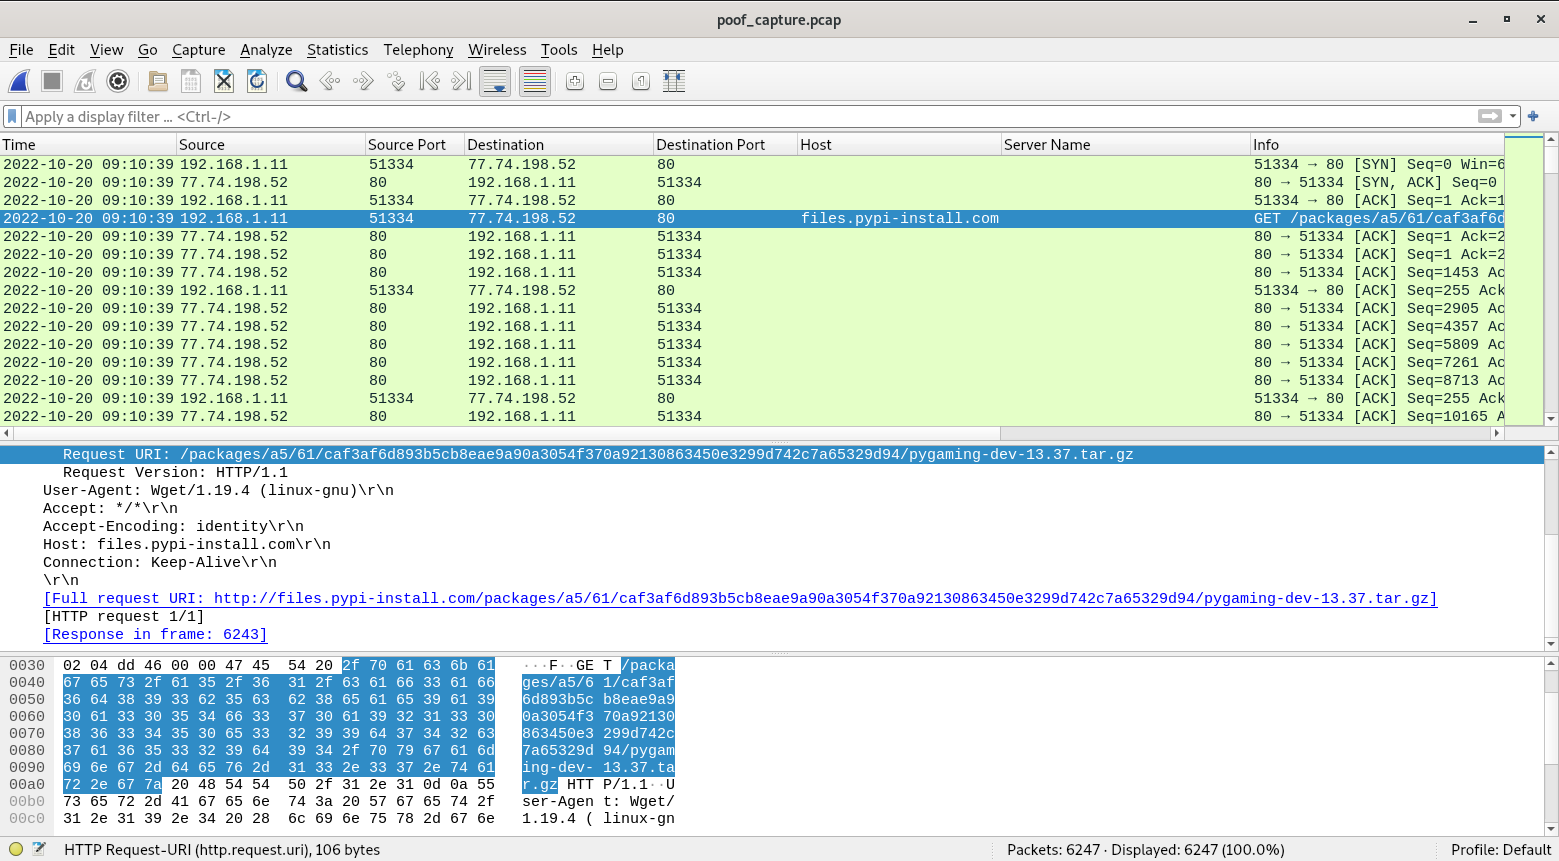 poof_capture.pcap
File Edit View Go Capture Analyze Statistics Telephony Wireless Tools Help
Apply a display filter … <Ctrl-/>
Time Source Source Port Destination Destination Port Host Server Name Info
2022-10-20 09:10:39 192.168.1.11 51334 77.74.198.52 80 51334 → 80 [SYN] Seq=0 Win=6
2022-10-20 09:10:39 77.74.198.52 80 192.168.1.11 51334 80 → 51334 [SYN, ACK] Seq=0
2022-10-20 09:10:39 192.168.1.11 51334 77.74.198.52 80 51334 → 80 [ACK] Seq=1 Ack=1
2022-10-20 09:10:39 192.168.1.11 51334 77.74.198.52 80 files.pypi-install.com GET /packages/a5/61/caf3af6d
2022-10-20 09:10:39 77.74.198.52 80 192.168.1.11 51334 80 → 51334 [ACK] Seq=1 Ack=2
2022-10-20 09:10:39 77.74.198.52 80 192.168.1.11 51334 80 → 51334 [ACK] Seq=1 Ack=2
2022-10-20 09:10:39 77.74.198.52 80 192.168.1.11 51334 80 → 51334 [ACK] Seq=1453 Ac
2022-10-20 09:10:39 192.168.1.11 51334 77.74.198.52 80 51334 → 80 [ACK] Seq=255 Ack
2022-10-20 09:10:39 77.74.198.52 80 192.168.1.11 51334 80 → 51334 [ACK] Seq=2905 Ac
2022-10-20 09:10:39 77.74.198.52 80 192.168.1.11 51334 80 → 51334 [ACK] Seq=4357 Ac
2022-10-20 09:10:39 77.74.198.52 80 192.168.1.11 51334 80 → 51334 [ACK] Seq=5809 Ac
2022-10-20 09:10:39 77.74.198.52 80 192.168.1.11 51334 80 → 51334 [ACK] Seq=7261 Ac
2022-10-20 09:10:39 77.74.198.52 80 192.168.1.11 51334 80 → 51334 [ACK] Seq=8713 Ac
2022-10-20 09:10:39 192.168.1.11 51334 77.74.198.52 80 51334 → 80 [ACK] Seq=255 Ack
2022-10-20 09:10:39 77.74.198.52 80 192.168.1.11 51334 80 → 51334 [ACK] Seq=10165 A
Request URI: /packages/a5/61/caf3af6d893b5cb8eae9a90a3054f370a92130863450e3299d742c7a65329d94/pygaming-dev-13.37.tar.gz
Request Version: HTTP/1.1
User-Agent: Wget/1.19.4 (linux-gnu)\r\n
Accept: */*\r\n
Accept-Encoding: identity\r\n
Host: files.pypi-install.com\r\n
Connection: Keep-Alive\r\n
\r\n
[Full request URI: http://files.pypi-install.com/packages/a5/61/caf3af6d893b5cb8eae9a90a3054f370a92130863450e3299d742c7a65329d94/pygaming-dev-13.37.tar.gz]
[HTTP request 1/1]
[Response in frame: 6243]
0030 02 04 dd 46 00 00 47 45 54 20 2f 70 61 63 6b 61 ···F··GE T /packa
0040 67 65 73 2f 61 35 2f 36 31 2f 63 61 66 33 61 66 ges/a5/6 1/caf3af
0050 36 64 38 39 33 62 35 63 62 38 65 61 65 39 61 39 6d893b5c b8eae9a9
0060 30 61 33 30 35 34 66 33 37 30 61 39 32 31 33 30 0a3054f3 70a92130
0070 38 36 33 34 35 30 65 33 32 39 39 64 37 34 32 63 863450e3 299d742c
0080 37 61 36 35 33 32 39 64 39 34 2f 70 79 67 61 6d 7a65329d 94/pygam
0090 69 6e 67 2d 64 65 76 2d 31 33 2e 33 37 2e 74 61 ing-dev- 13.37.ta
00a0 72 2e 67 7a 20 48 54 54 50 2f 31 2e 31 0d 0a 55 r.gz HTT P/1.1··U
00b0 73 65 72 2d 41 67 65 6e 74 3a 20 57 67 65 74 2f ser-Agen t: Wget/
00c0 31 2e 31 39 2e 34 20 28 6c 69 6e 75 78 2d 67 6e 1.19.4 ( linux-gn
HTTP Request-URI (http.request.uri), 106 bytes Packets: 6247 · Displayed: 6247 (100.0%) Profile: Default